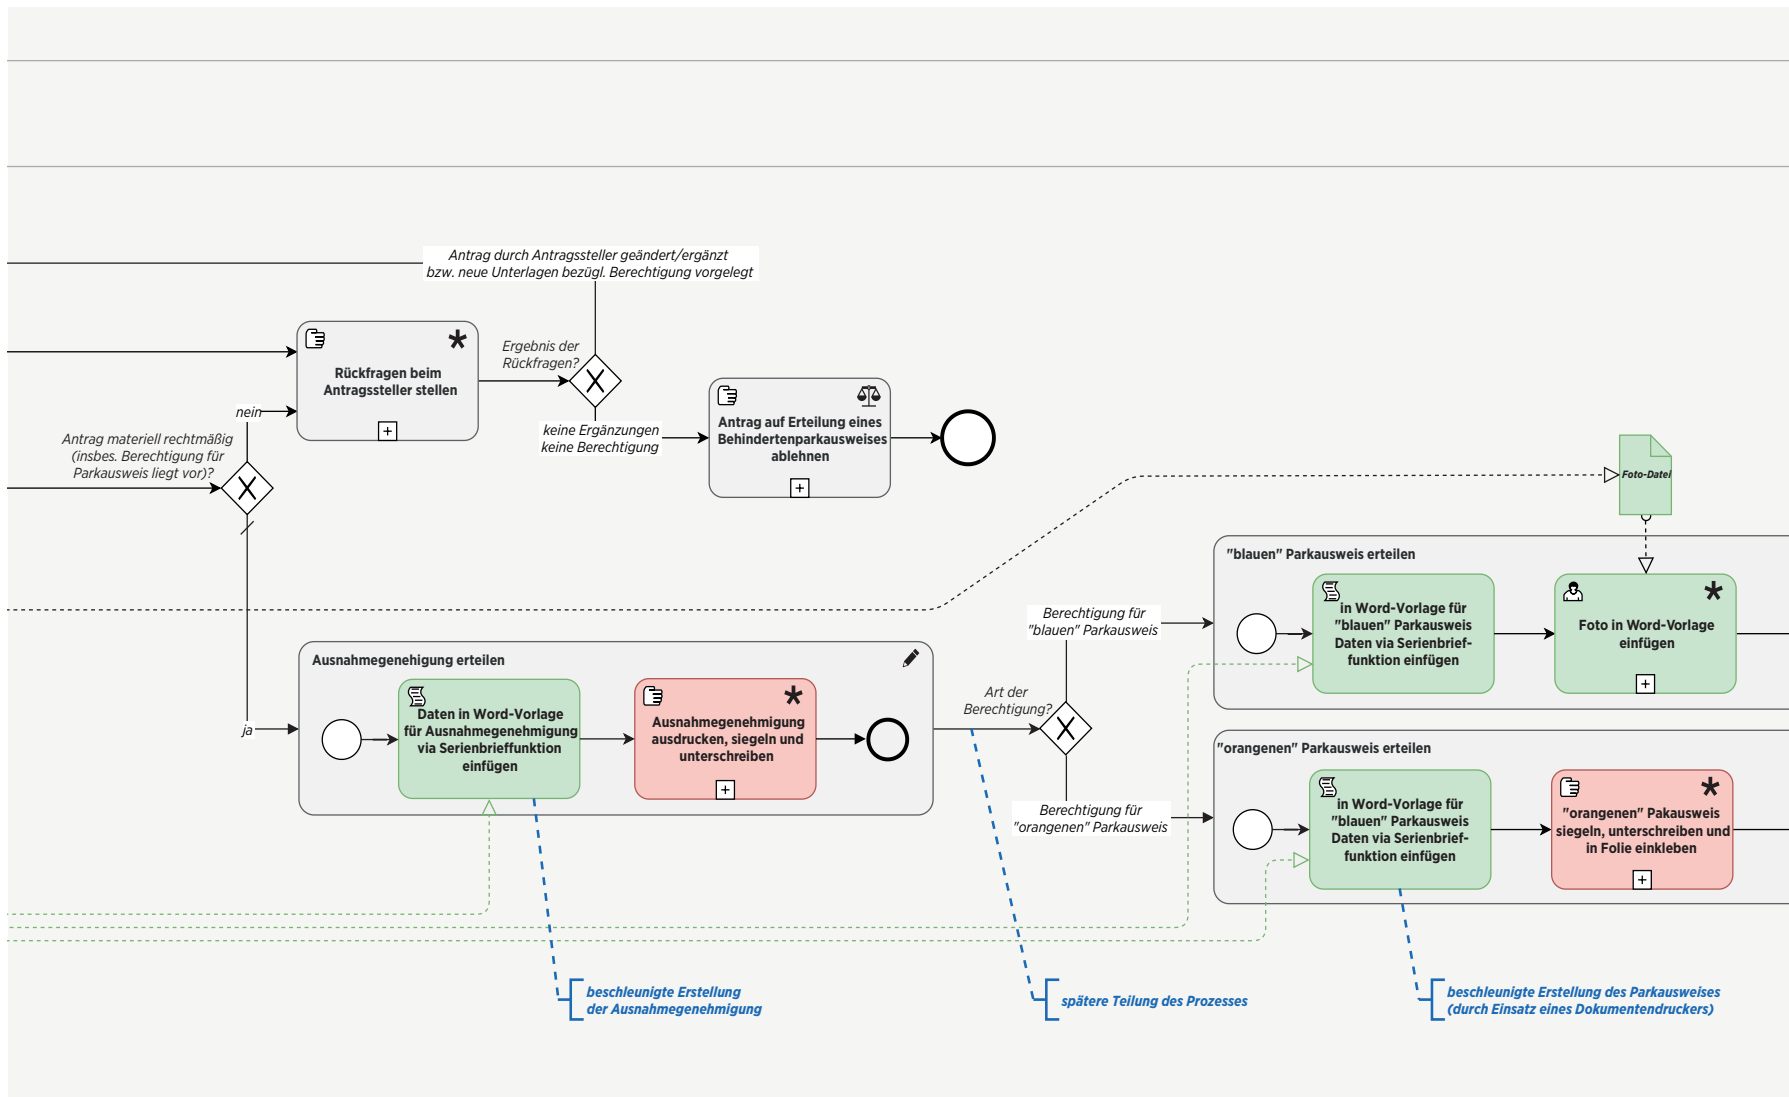 Antrag durch Antragssteller geändert/ergänzt
bzw. neue Unterlagen bezügl. Berechtigung vorgelegt
Rückfragen beim
Antragssteller stellen
Ergebnis der
Rückfragen?
nein
Antrag materiell rechtmäßig
(insbes. Berechtigung für
Parkausweis liegt vor)?
keine Ergänzungen
keine Berechtigung
Antrag auf Erteilung eines
Behindertenparkausweises
ablehnen
Foto-Datei
"blauen" Parkausweis erteilen
in Word-Vorlage für
"blauen" Parkausweis
Daten via Serienbrief-
funktion einfügen
Foto in Word-Vorlage
einfügen
Berechtigung für
"blauen" Parkausweis
Ausnahmegenehigung erteilen
Daten in Word-Vorlage
für Ausnahmegenehmigung
via Serienbrieffunktion
einfügen
Ausnahmegenehmigung
ausdrucken, siegeln und
unterschreiben
ja
Art der
Berechtigung?
Berechtigung für
"orangenen" Parkausweis
"orangenen" Parkausweis erteilen
in Word-Vorlage für
"blauen" Parkausweis
Daten via Serienbrief-
funktion einfügen
"orangenen" Pakausweis
siegeln, unterschreiben und
in Folie einkleben
beschleunigte Erstellung
der Ausnahmegenehmigung
spätere Teilung des Prozesses
beschleunigte Erstellung des Parkausweises
(durch Einsatz eines Dokumentendruckers)